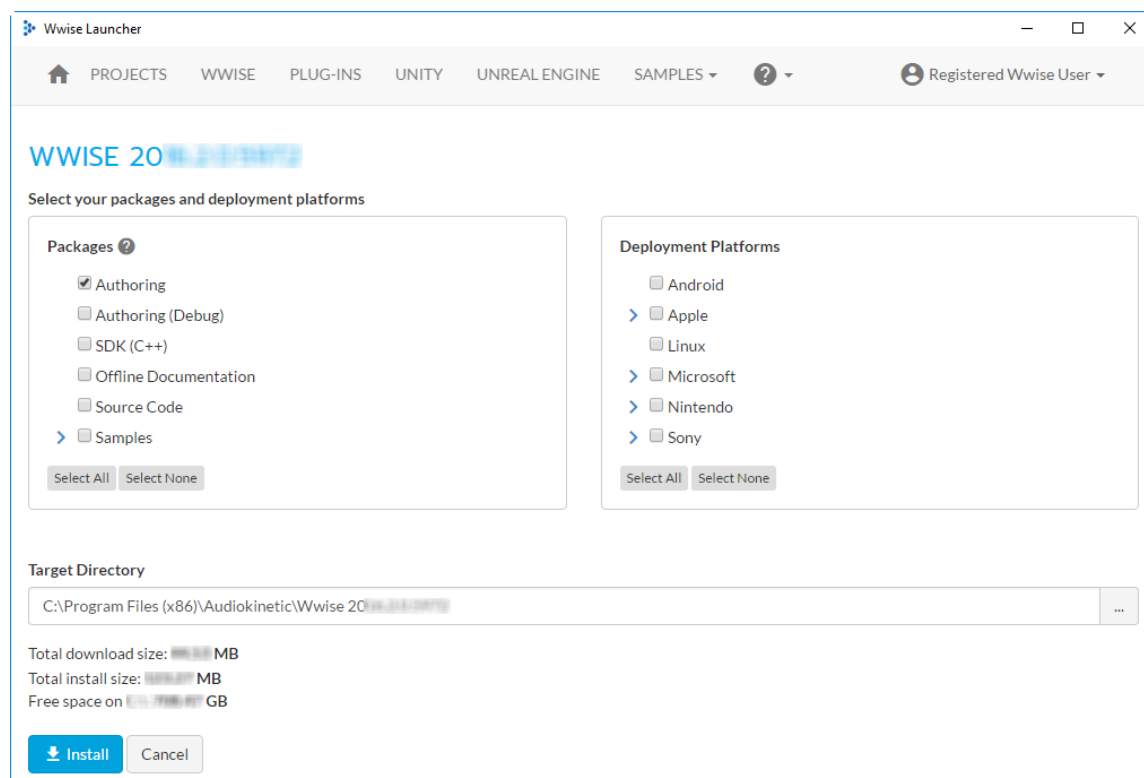 Wwise Launcher
PROJECTS WWISE PLUG-INS UNITY UNREAL ENGINE SAMPLES ? Registered Wwise User
WWISE 20
Select your packages and deployment platforms
Packages ?
Authoring
Authoring (Debug)
SDK (C++)
Offline Documentation
Source Code
Samples
Select All Select None
Deployment Platforms
Android
Apple
Linux
Microsoft
Nintendo
Sony
Select All Select None
Target Directory
C:\Program Files (x86)\Audiokinetic\Wwise 20
...
Total download size: MB
Total install size: MB
Free space on GB
Install Cancel